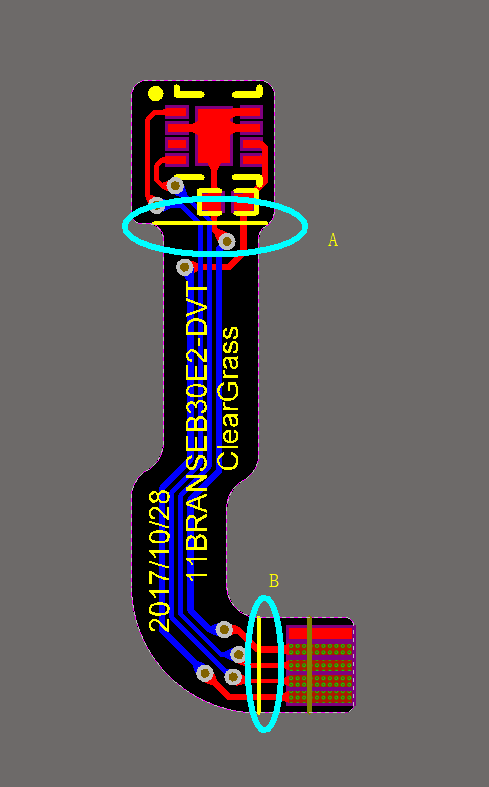 A
11BRANSEB30E2-DVT
ClearGrass
2017/10/28
B